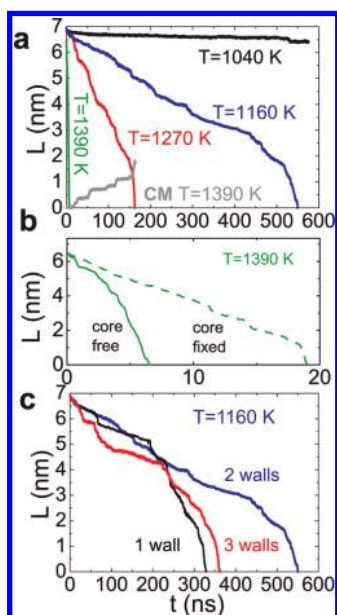 a
L (nm)
7
6
5
4
3
2
1
0
T=1040 K
T=1160 K
T=1270 K
T=1390 K
CM T=1390 K
0 100 200 300 400 500 600
b
L (nm)
6
4
2
0
T=1390 K
core free
core fixed
0 10 20
c
L (nm)
7
6
5
4
3
2
1
0
T=1160 K
2 walls
1 wall
3 walls
0 100 200 300 400 500 600
t (ns)